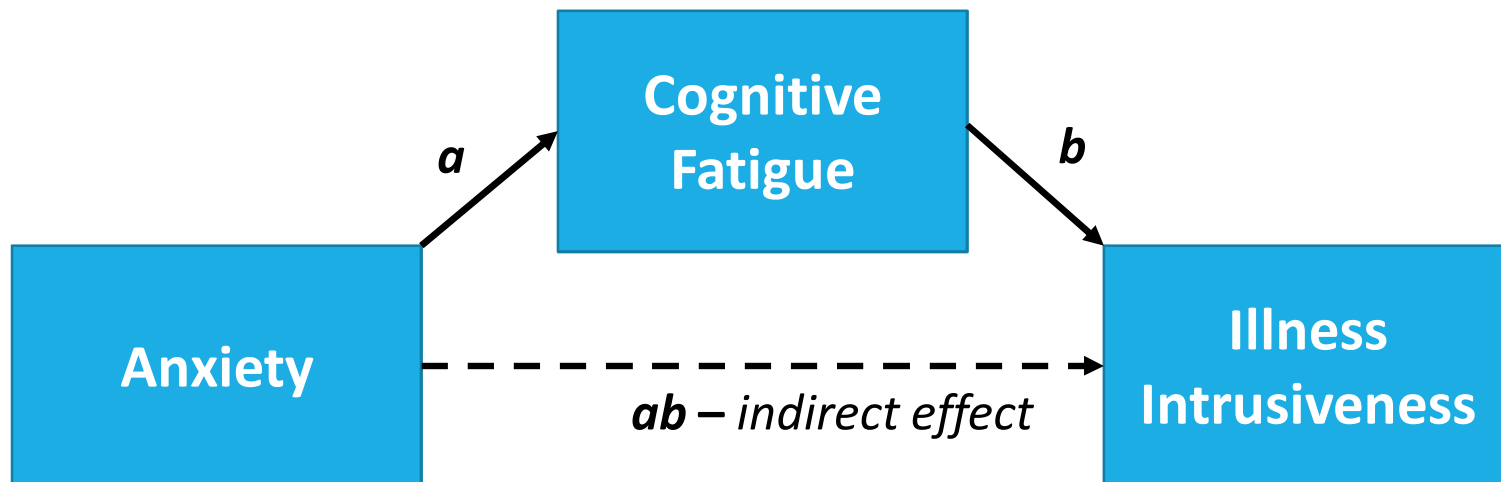 Cognitive
Fatigue
a
b
Anxiety
Illness
Intrusiveness
ab – indirect effect